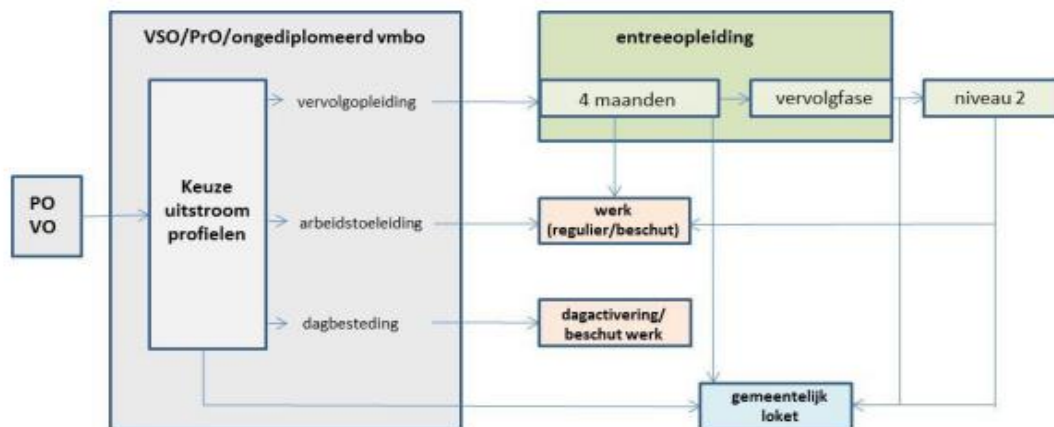 VSO/PrO/ongediplomeerd vmbo
entreeopleiding
vervolgopleiding
4 maanden
vervolgfase
niveau 2
PO
VO
Keuze
uitstroom
profielen
arbeidstoeleiding
werk
(regulier/beschut)
dagbesteding
dagactivering/
beschut werk
gemeentelijk
loket